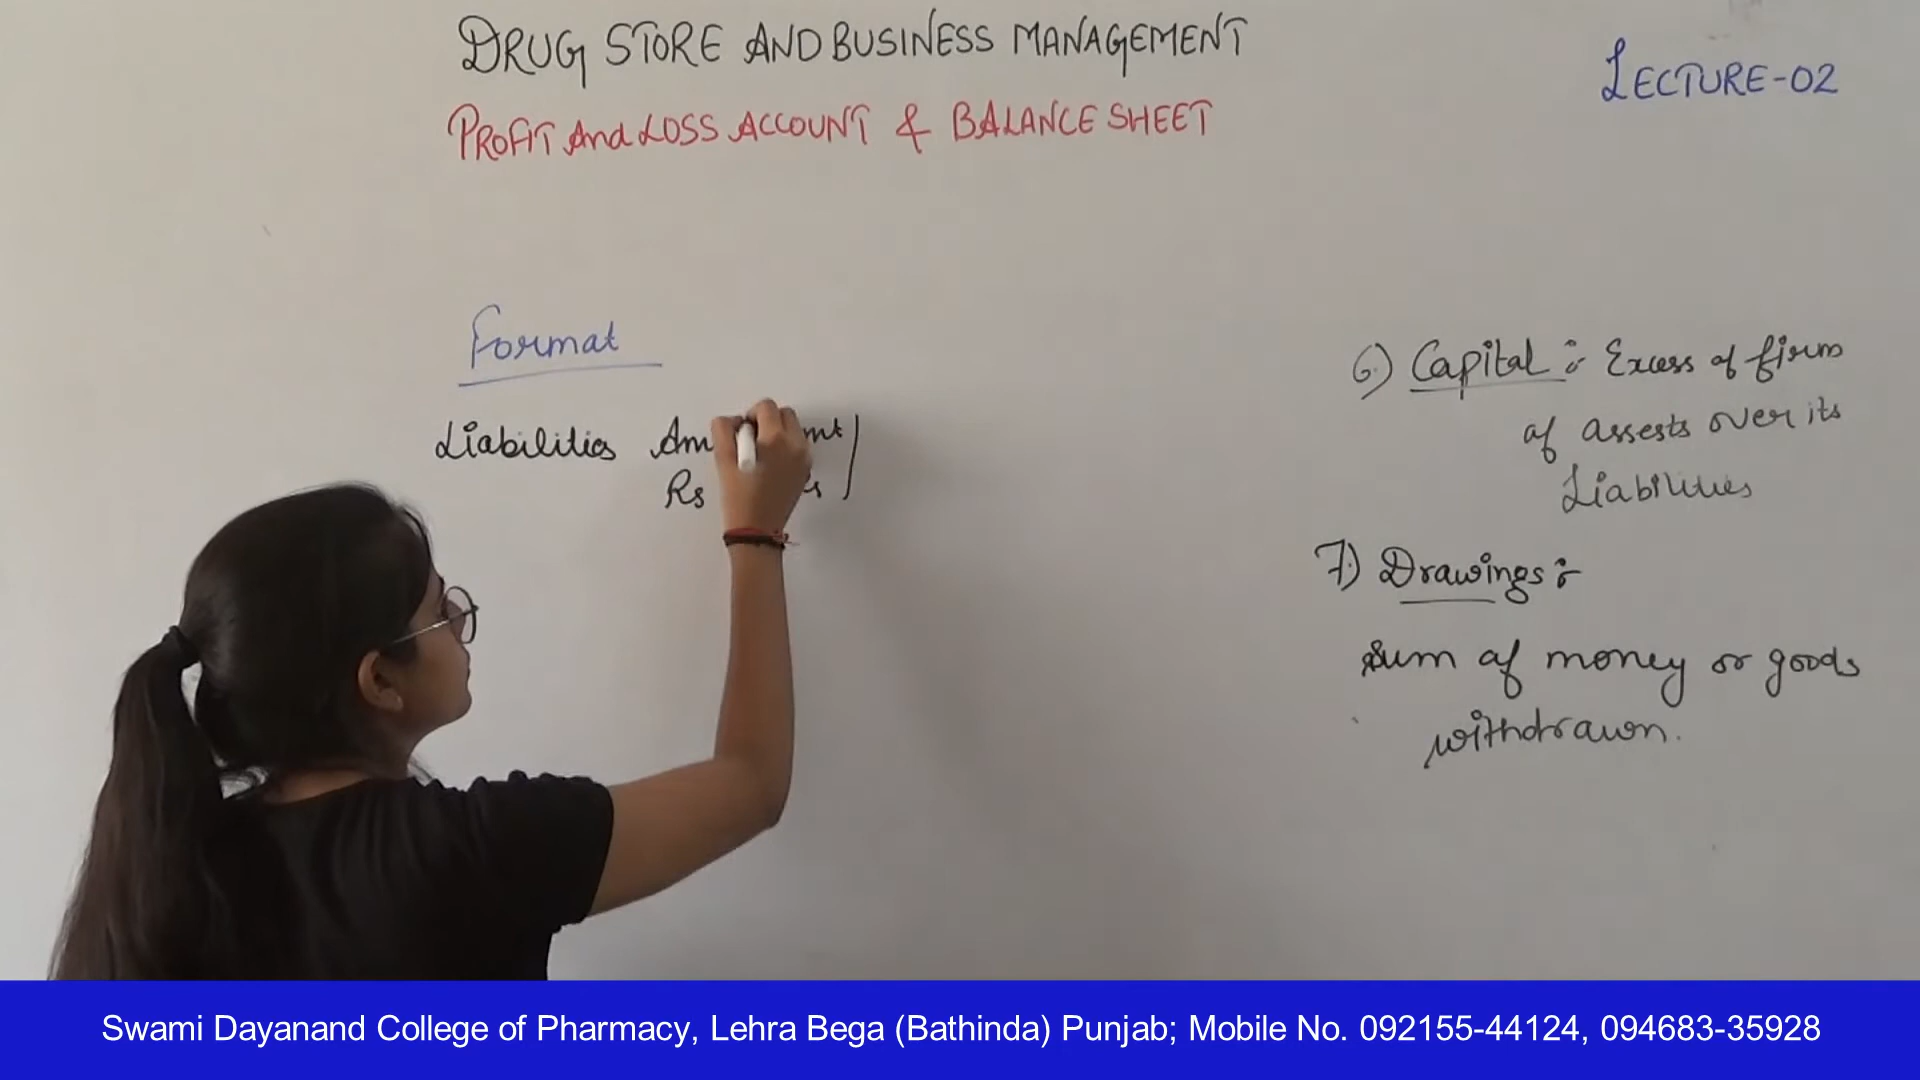 DRUG STORE AND BUSINESS MANAGEMENT
LECTURE-02
PROFIT And LOSS ACCOUNT & BALANCE SHEET
Format
Liabilities
Rs
6.) Capital :- Excess of firm
of assests over its
Liabilities
7.) Drawings :-
Sum of money or goods
withdrawn.
Swami Dayanand College of Pharmacy, Lehra Bega (Bathinda) Punjab; Mobile No. 092155-44124, 094683-35928